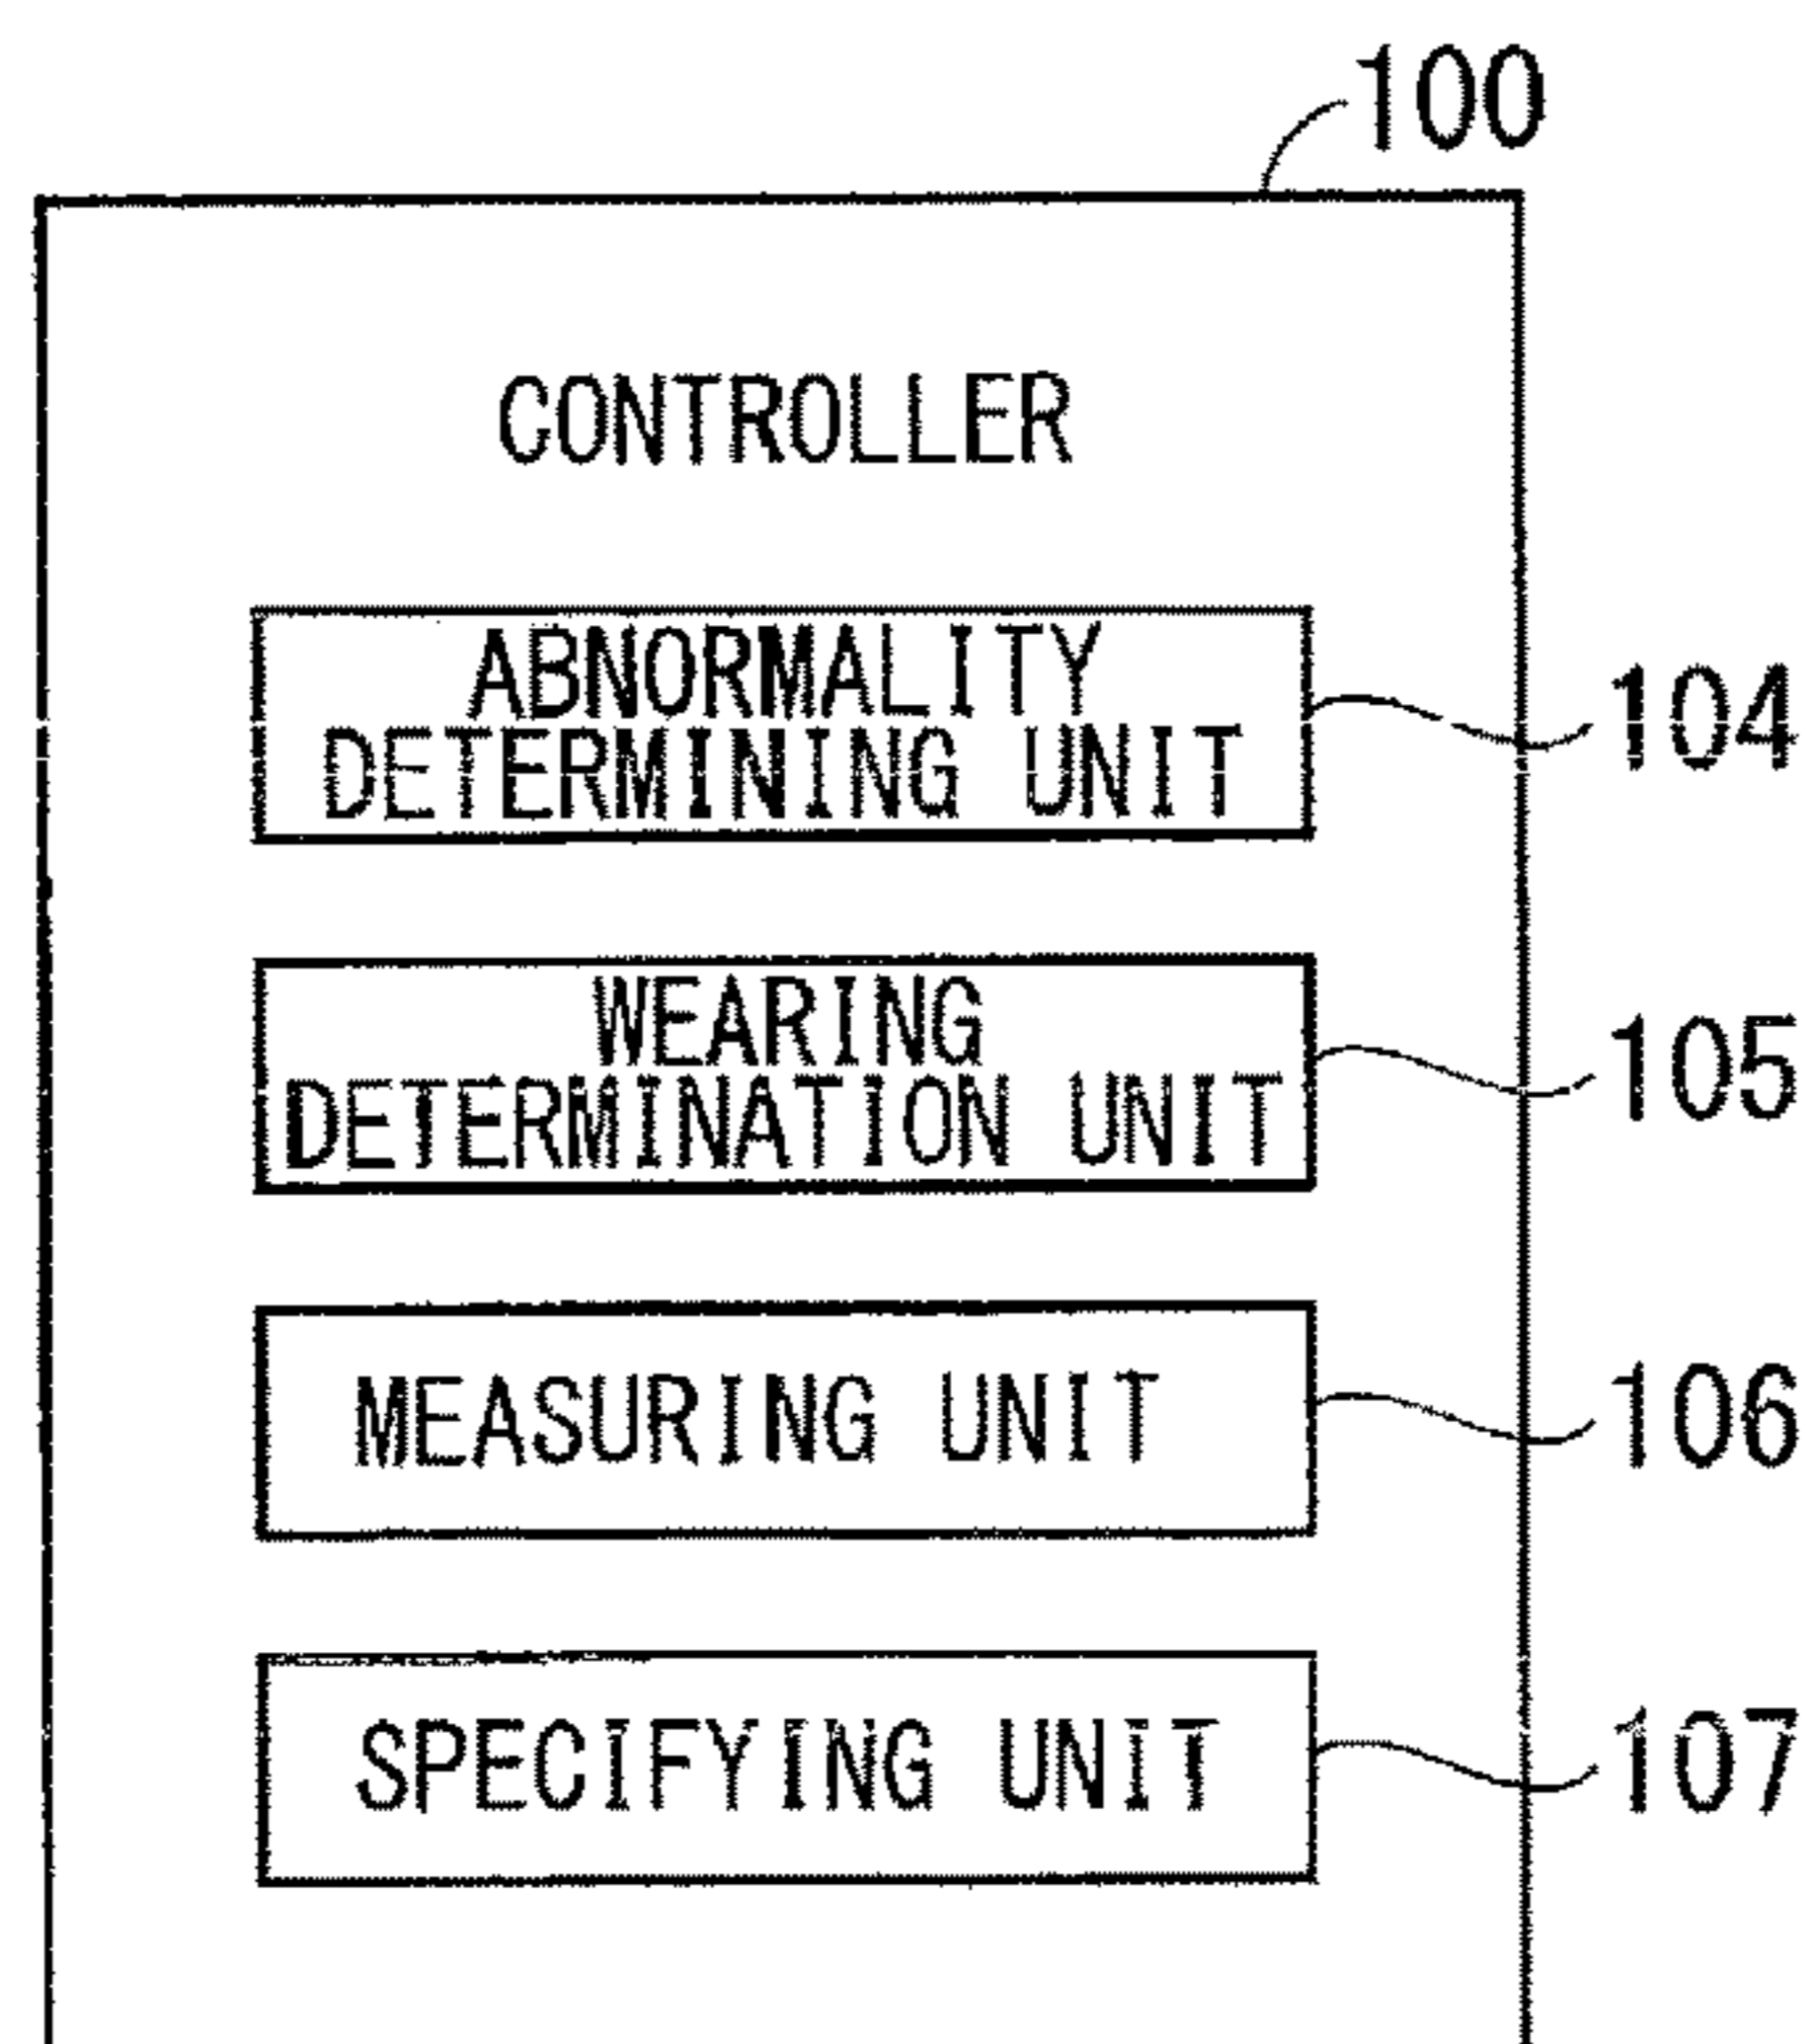 100
CONTROLLER
ABNORMALITY
DETERMINING UNIT
104
WEARING
DETERMINATION UNIT
105
MEASURING UNIT
106
SPECIFYING UNIT
107